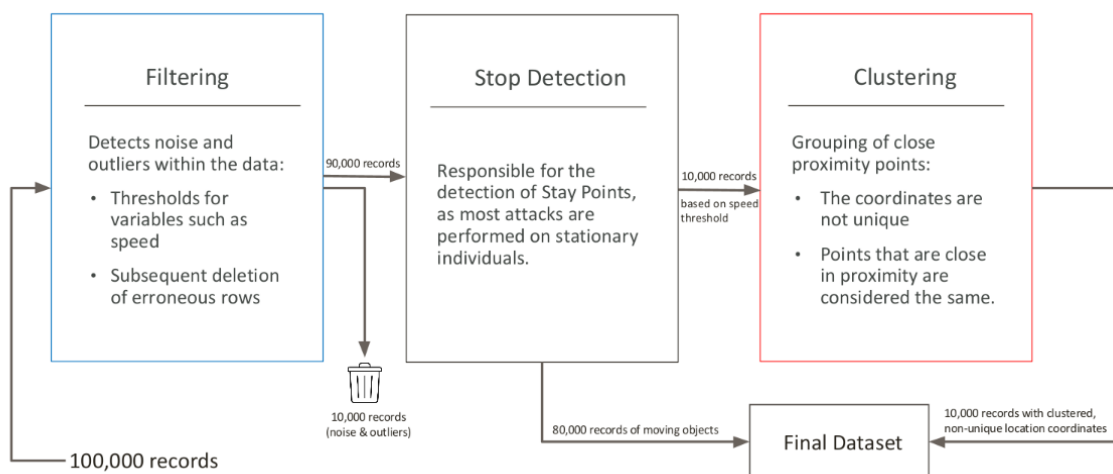 Filtering
Detects noise and
outliers within the data:
• Thresholds for
variables such as
speed
• Subsequent deletion
of erroneous rows
90,000 records
10,000 records
(noise & outliers)
100,000 records
Stop Detection
Responsible for the
detection of Stay Points,
as most attacks are
performed on stationary
individuals.
10,000 records
based on speed
threshold
80,000 records of moving objects
Clustering
Grouping of close
proximity points:
• The coordinates are
not unique
• Points that are close
in proximity are
considered the same.
10,000 records with clustered,
non-unique location coordinates
Final Dataset